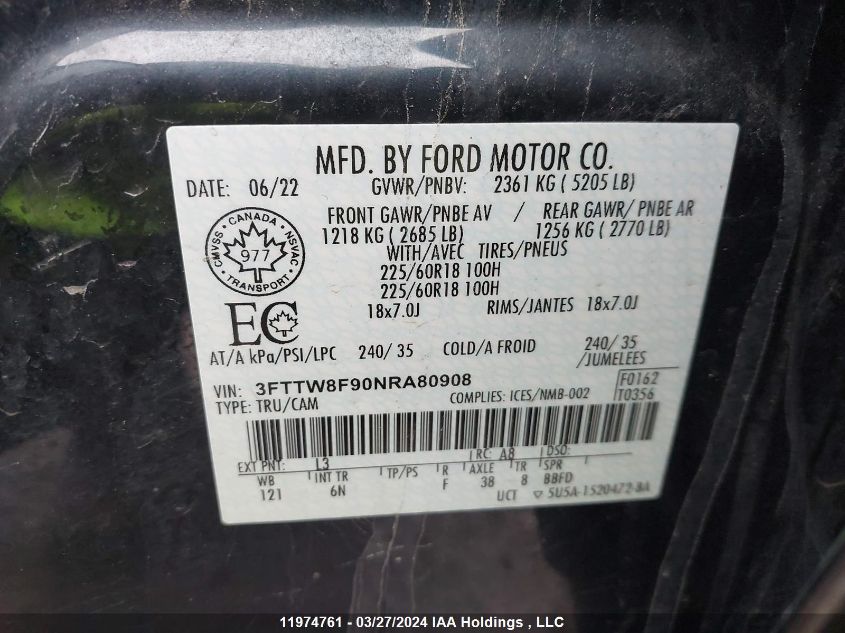 MFD. BY FORD MOTOR CO.
DATE: 06/22 GVWR/PNBV: 2361 KG ( 5205 LB)
FRONT GAWR/PNBE AV / REAR GAWR/ PNBE AR
1218 KG ( 2685 LB) 1256 KG ( 2770 LB)
WITH/AVEC TIRES/PNEUS
225/60R18 100H
225/60R18 100H
18x7.0J RIMS/JANTES 18x7.0J
CANADA
CMVSS NSVAC
977
TRANSPORT
EC
AT/A kPa/PSI/LPC 240/ 35 COLD/A FROID 240/ 35
/JUMELEES
VIN: 3FTTW8F90NRA80908 F0162
TYPE: TRU/CAM COMPLIES: ICES/NMB-002 T0356
EXT PNT: L3 RC: A8 DSO:
WB INT TR TP/PS R AXLE TR SPR
121 6N F 38 8 BBFD
UCT ▽ 5U5A-1520472-BA
11974761 - 03/27/2024 IAA Holdings , LLC